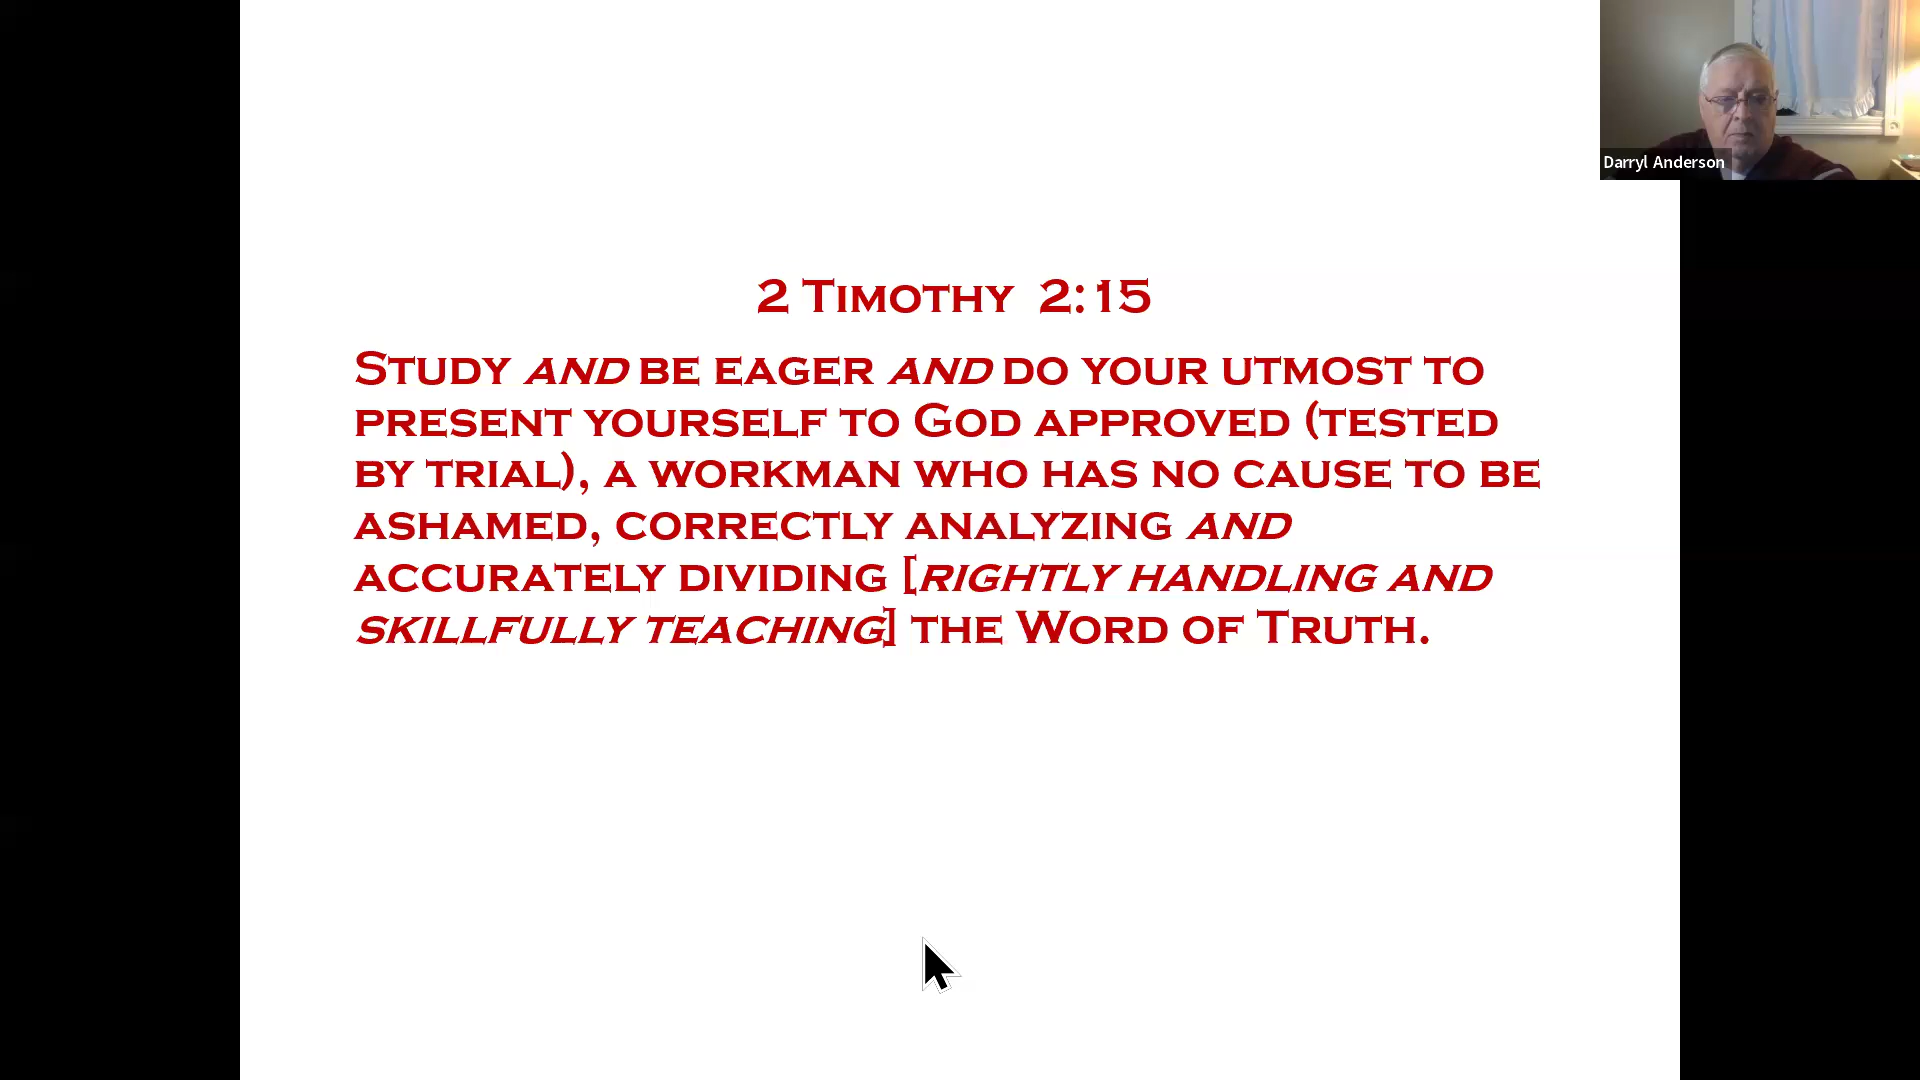 Darryl Anderson
2 Timothy 2:15
Study and be eager and do your utmost to
present yourself to God approved (tested
by trial), a workman who has no cause to be
ashamed, correctly analyzing and
accurately dividing [rightly handling and
skillfully teaching] the Word of Truth.